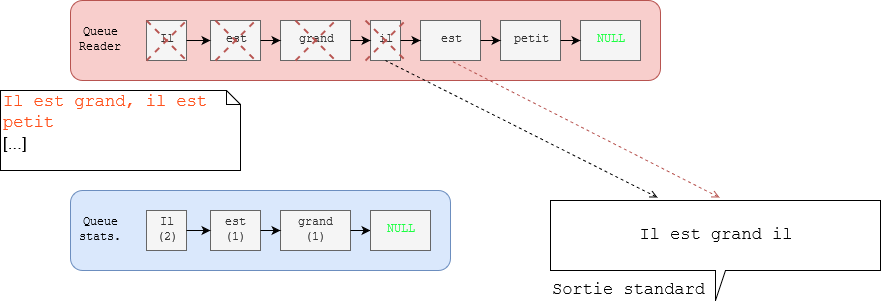 Queue
Reader
Il
est
grand
il
est
petit
NULL
Il est grand, il est
petit
[...]
Queue
stats.
Il
(2)
est
(1)
grand
(1)
NULL
Il est grand il
Sortie standard